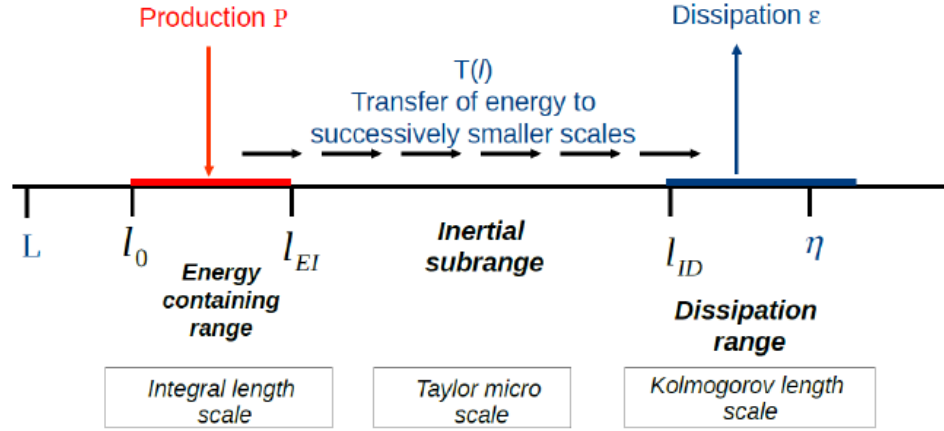 Production P
Dissipation ε
T(l)
Transfer of energy to
successively smaller scales
L
l0
lEI
Inertial
subrange
lID
η
Energy
containing
range
Dissipation
range
Integral length
scale
Taylor micro
scale
Kolmogorov length
scale